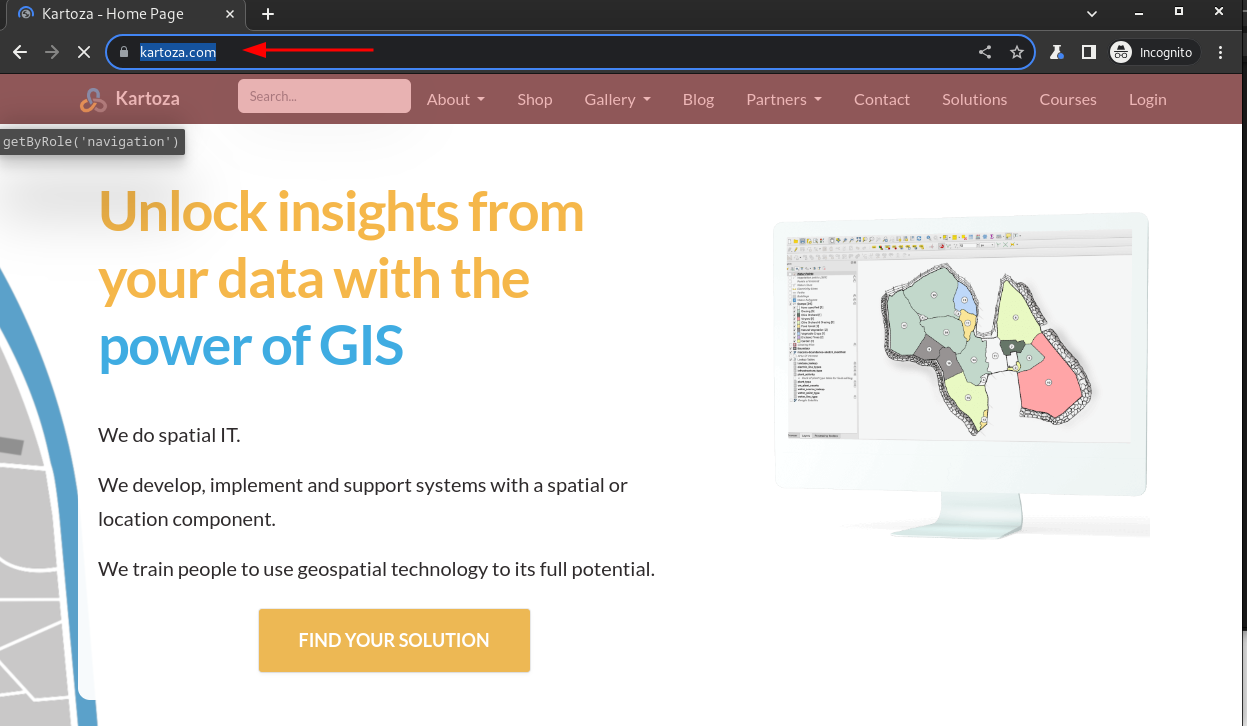 Kartoza - Home Page
kartoza.com
Incognito
Kartoza
Search...
About
Shop
Gallery
Blog
Partners
Contact
Solutions
Courses
Login
getByRole('navigation')
Unlock insights from
your data with the
power of GIS
We do spatial IT.
We develop, implement and support systems with a spatial or
location component.
We train people to use geospatial technology to its full potential.
FIND YOUR SOLUTION